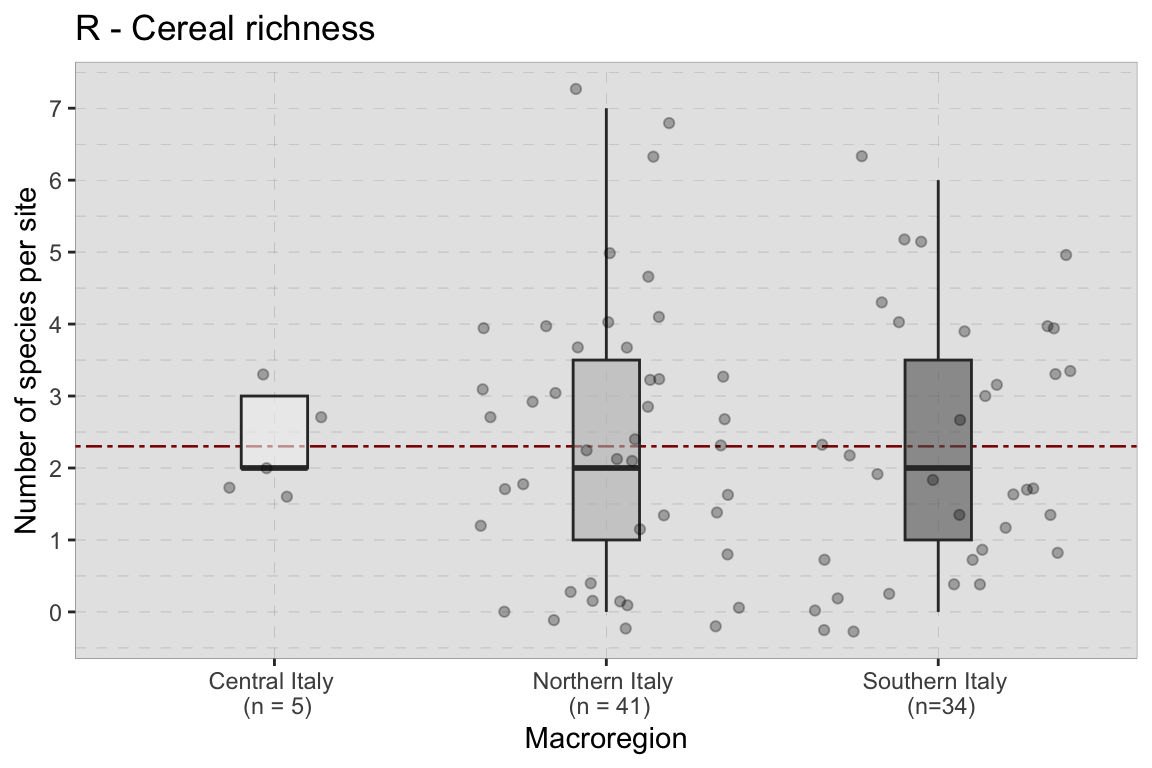 R - Cereal richness
Number of species per site
7
6
5
4
3
2
1
0
Central Italy
(n = 5)
Northern Italy
(n = 41)
Southern Italy
(n=34)
Macroregion